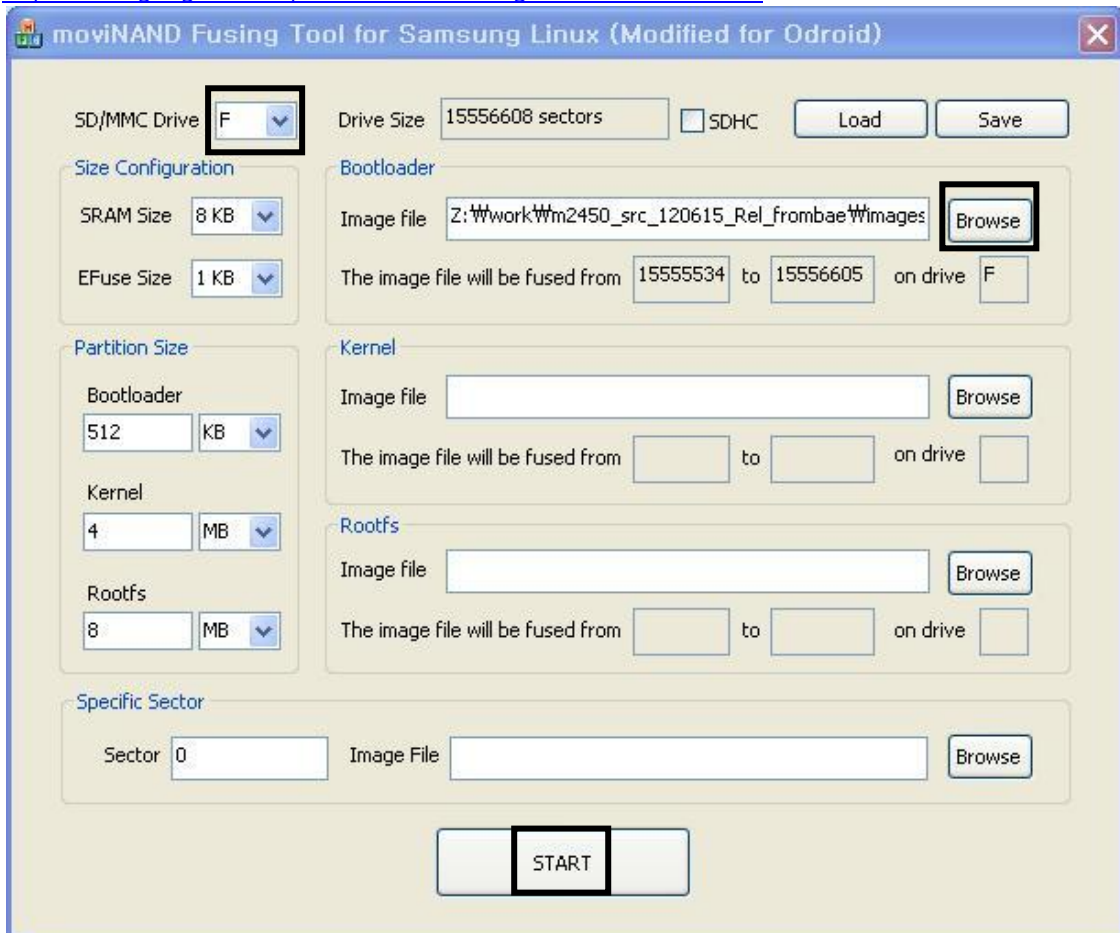 moviNAND Fusing Tool for Samsung Linux (Modified for Odroid)
SD/MMC Drive F Drive Size 15556608 sectors SDHC Load Save
Size Configuration
SRAM Size 8 KB
EFuse Size 1 KB
Bootloader
Image file Z:₩work₩m2450_src_120615_Rel_frombae₩images Browse
The image file will be fused from 15555534 to 15556605 on drive F
Partition Size
Bootloader
512 KB
Kernel
4 MB
Rootfs
8 MB
Kernel
Image file Browse
The image file will be fused from to on drive
Rootfs
Image file Browse
The image file will be fused from to on drive
Specific Sector
Sector 0 Image File Browse
START